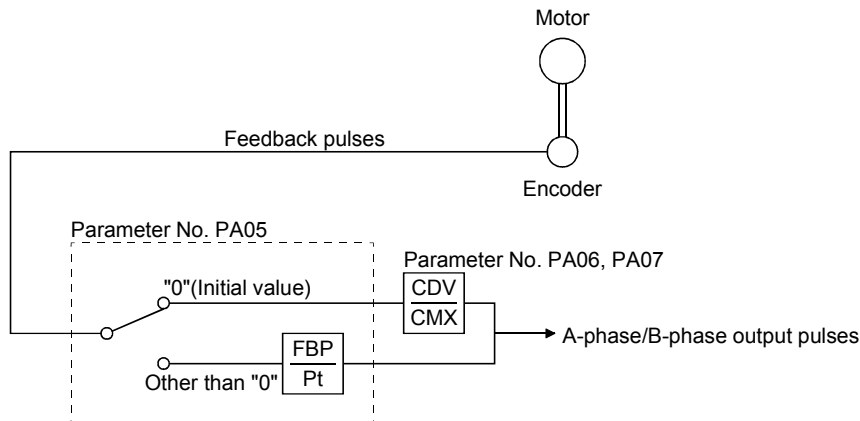 Motor
Feedback pulses
Encoder
Parameter No. PA05
Parameter No. PA06, PA07
"0"(Initial value)
CDV
CMX
A-phase/B-phase output pulses
FBP
Pt
Other than "0"